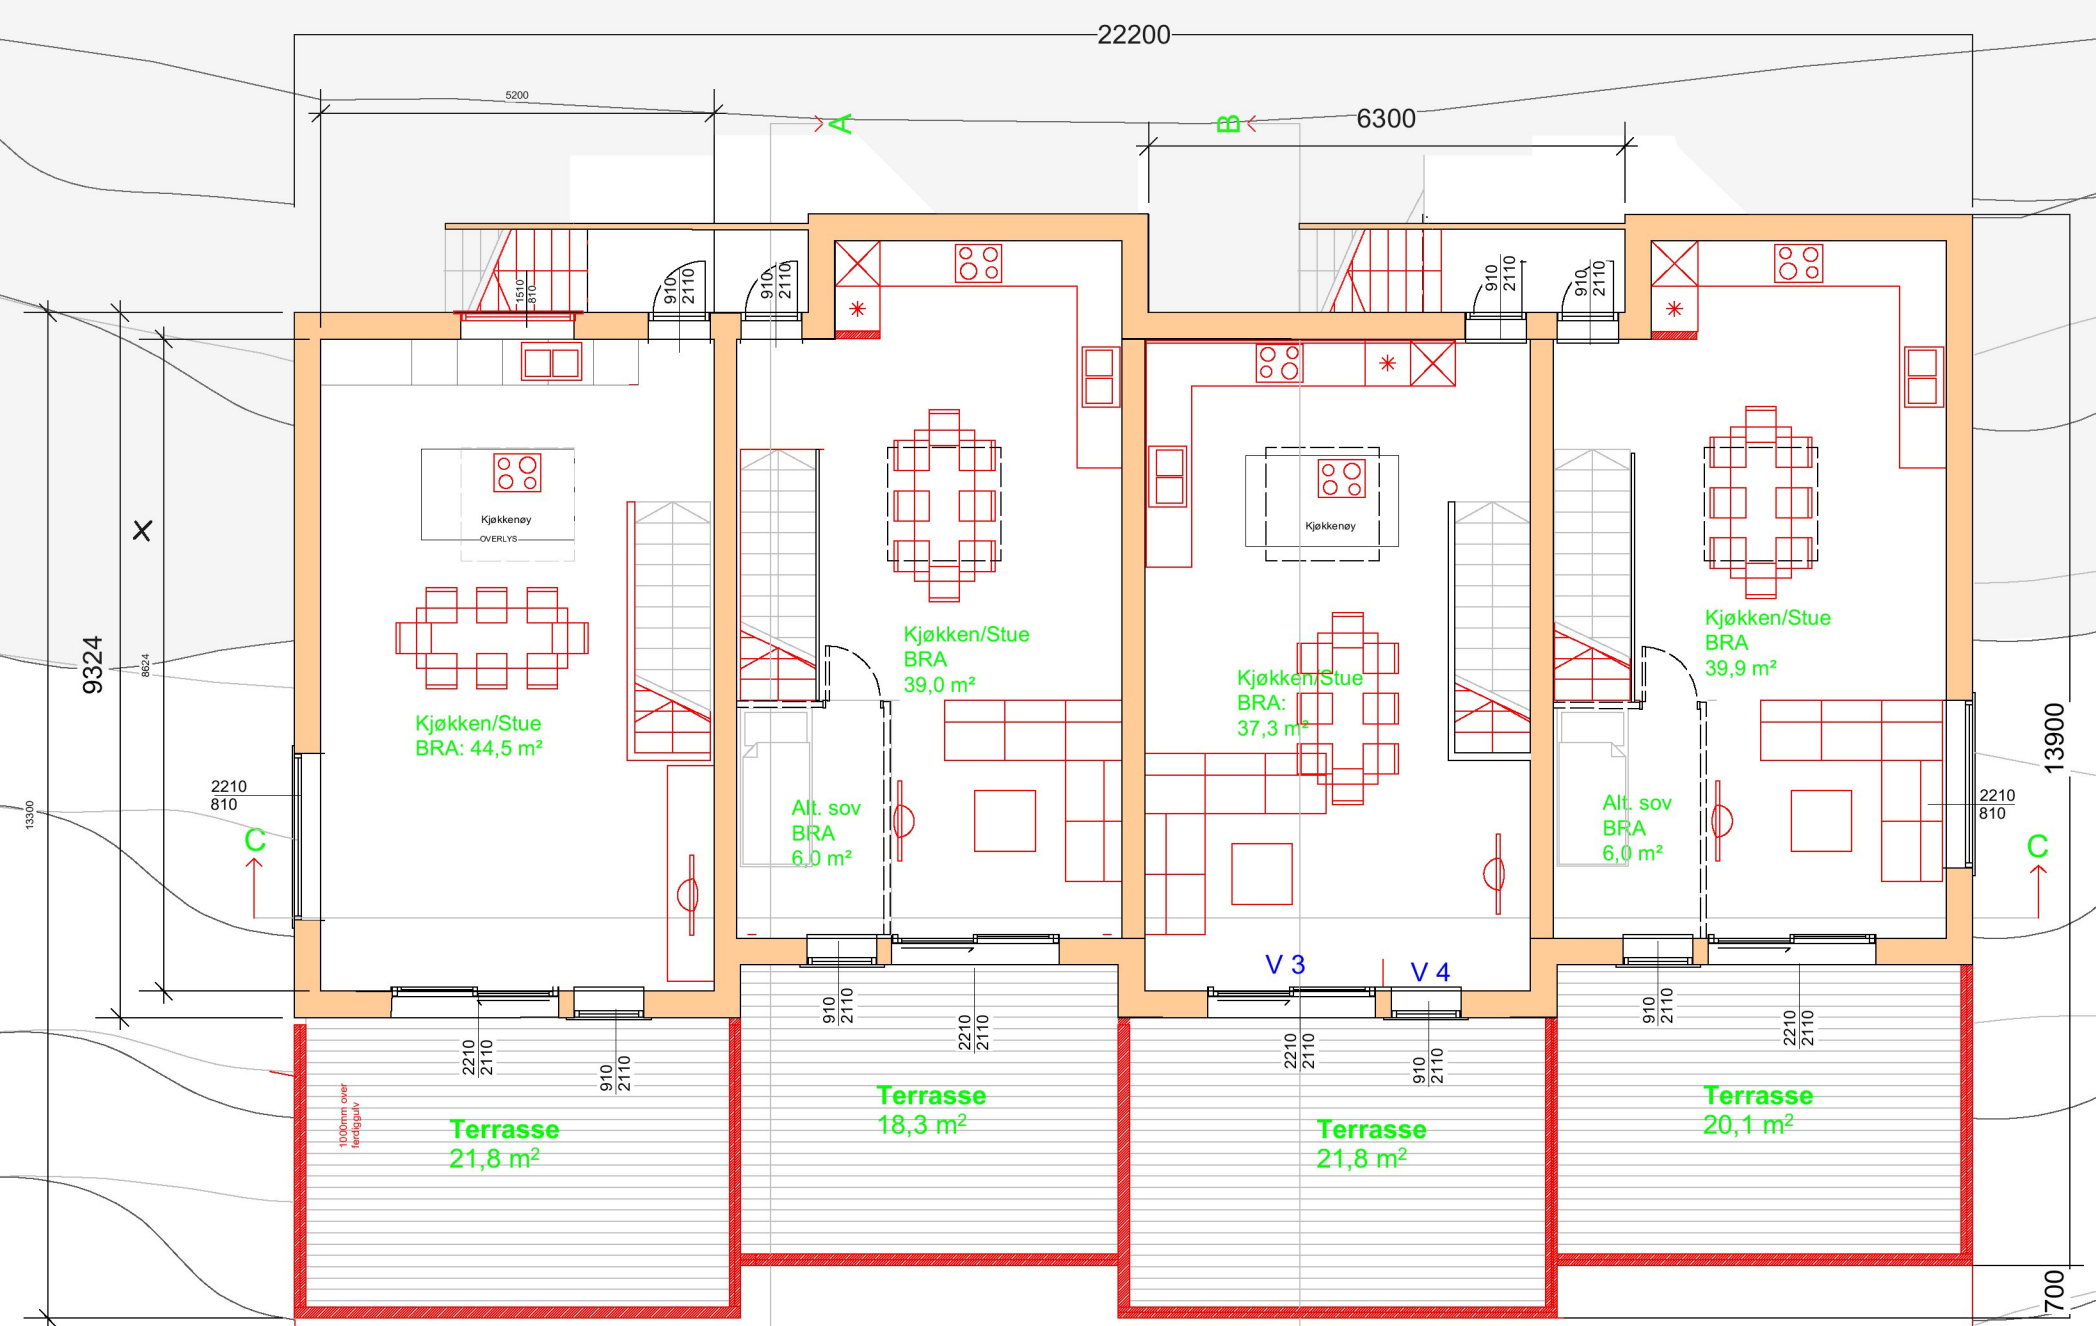 22200
5200
A
B
6300
1510
810
910
2110
910
2110
910
2110
910
2110
X
9324
8624
13300
13900
700
Kjøkkenøy
OVERLYS
Kjøkkenøy
Kjøkken/Stue
BRA: 44,5 m²
Kjøkken/Stue
BRA
39,0 m²
Kjøkken/Stue
BRA:
37,3 m²
Kjøkken/Stue
BRA
39,9 m²
2210
810
C
Alt. sov
BRA
6,0 m²
Alt. sov
BRA
6,0 m²
2210
810
C
V 3
V 4
2210
2110
910
2110
910
2110
2210
2110
2210
2110
910
2110
910
2110
2210
2110
1000mm over
ferdiggulv
Terrasse
21,8 m²
Terrasse
18,3 m²
Terrasse
21,8 m²
Terrasse
20,1 m²